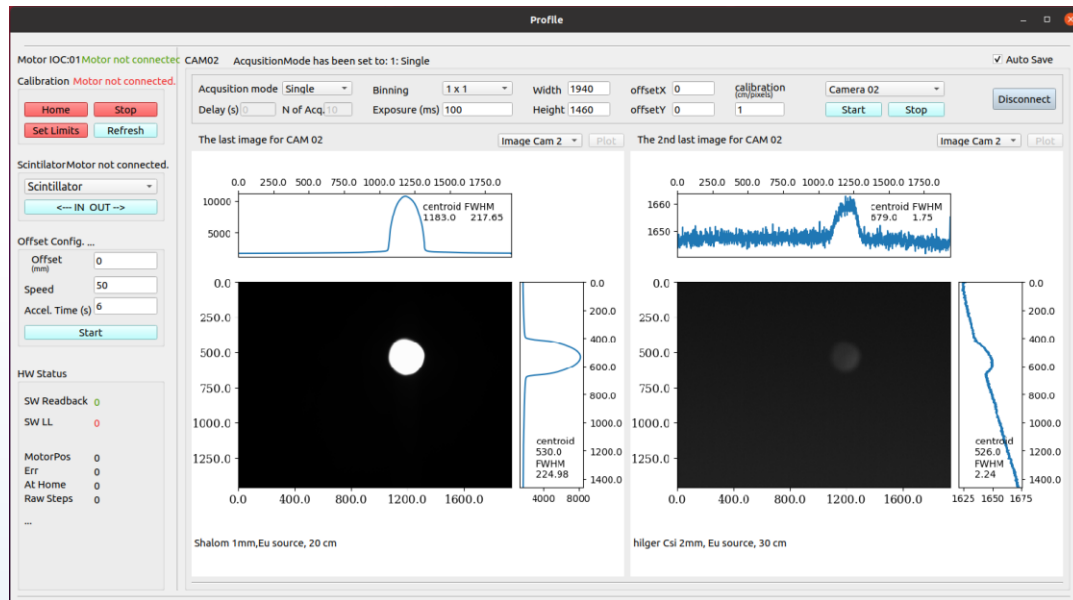 Profile
Motor IOC:01 Motor not connectec
CAM02 AcqusitionMode has been set to: 1: Single
Auto Save
Calibration Motor not connected.
Home Stop
Set Limits Refresh
Acqusition mode Single Binning 1 x 1 Width 1940 offsetX 0 calibration (cm/pixels) Camera 02
Delay (s) 0 N of Acq. 10 Exposure (ms) 100 Height 1460 offsetY 0 1 Start Stop
Disconnect
ScintilatorMotor not connected.
Scintillator
<--- IN OUT -->
Offset Config. ...
Offset (mm) 0
Speed 50
Accel. Time (s) 6
Start
HW Status
SW Readback 0
SW LL 0
MotorPos 0
Err 0
At Home 0
Raw Steps 0
...
The last image for CAM 02 Image Cam 2 Plot
0.0 250.0 500.0 750.0 1000.0 1250.0 1500.0 1750.0
10000
5000
centroid FWHM
1183.0 217.65
0.0
250.0
500.0
750.0
1000.0
1250.0
0.0 400.0 800.0 1200.0 1600.0
0.0
200.0
400.0
600.0
800.0
1000.0
1200.0
1400.0
centroid
530.0
FWHM
224.98
4000 8000
Shalom 1mm,Eu source, 20 cm
The 2nd last image for CAM 02 Image Cam 2 Plot
0.0 250.0 500.0 750.0 1000.0 1250.0 1500.0 1750.0
1660
1650
centroid FWHM
679.0 1.75
0.0
250.0
500.0
750.0
1000.0
1250.0
0.0 400.0 800.0 1200.0 1600.0
0.0
200.0
400.0
600.0
800.0
1000.0
1200.0
1400.0
centroid
526.0
FWHM
2.24
1625 1650 1675
hilger Csi 2mm, Eu source, 30 cm